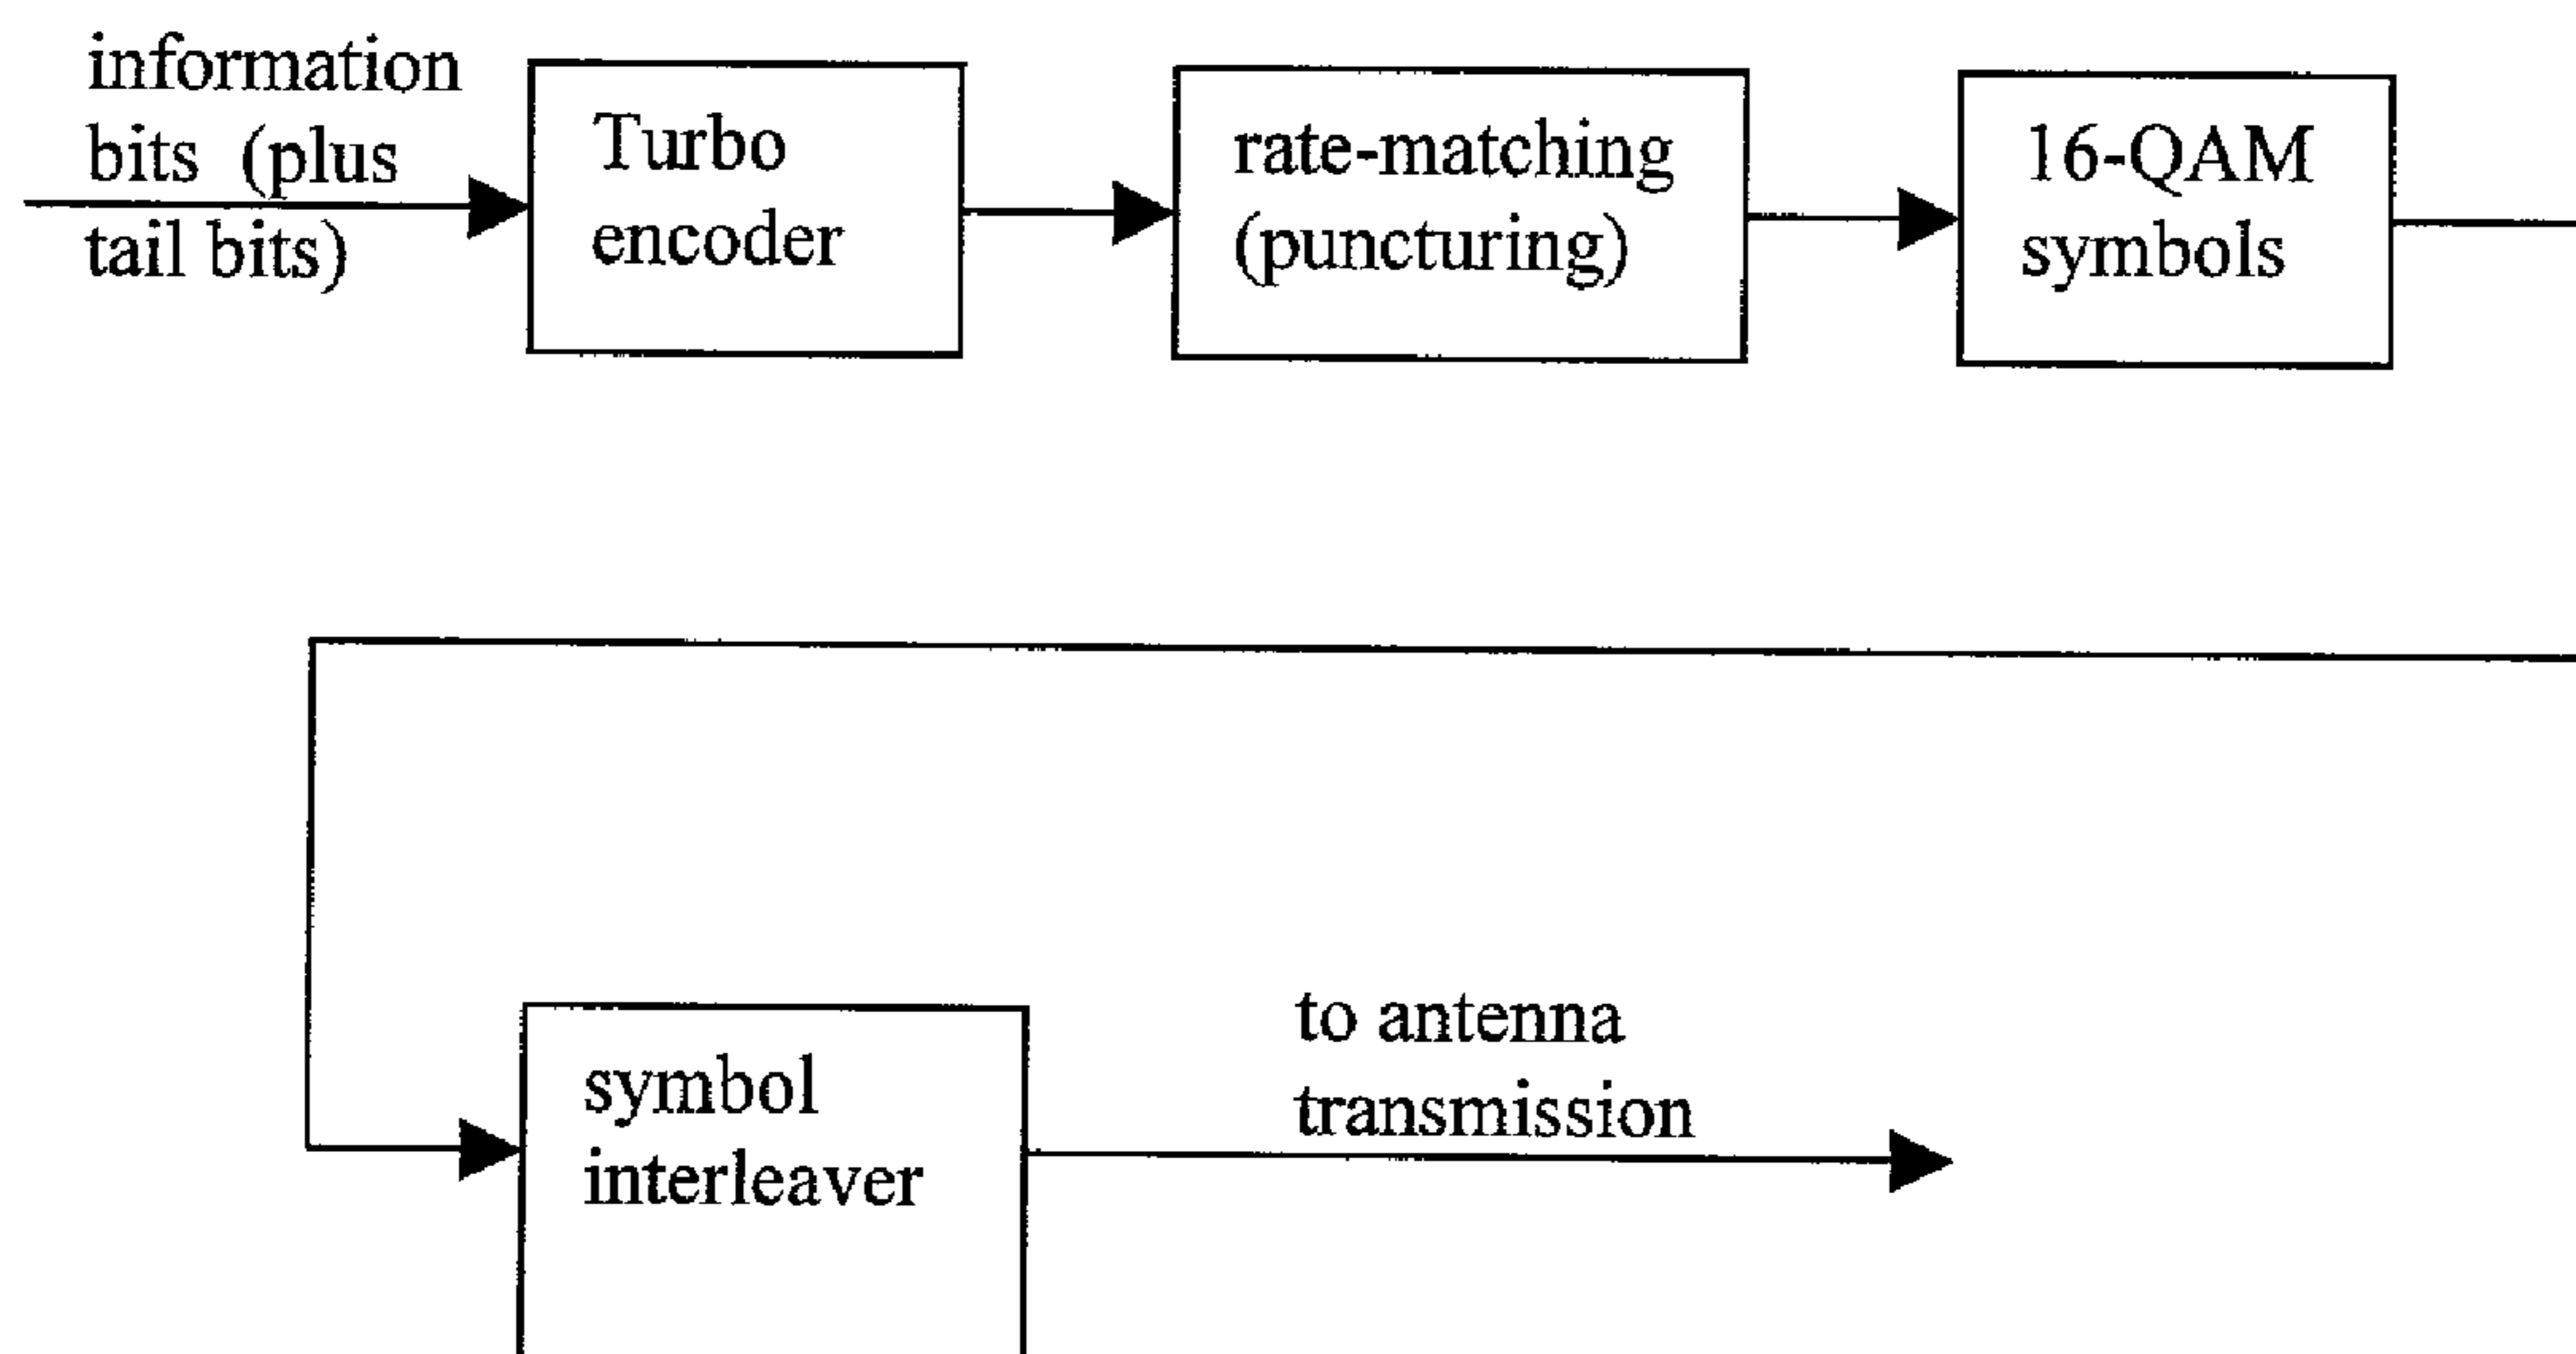 information
bits (plus
tail bits)
Turbo
encoder
rate-matching
(puncturing)
16-QAM
symbols
symbol
interleaver
to antenna
transmission